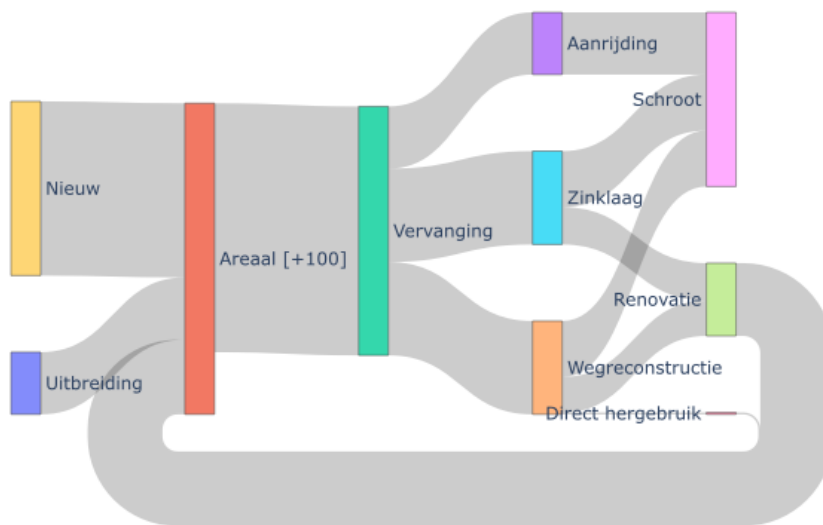 Aanrijding
Schroot
Nieuw
Zinklaag
Vervanging
Areaal [+100]
Renovatie
Wegreconstructie
Uitbreiding
Direct hergebruik